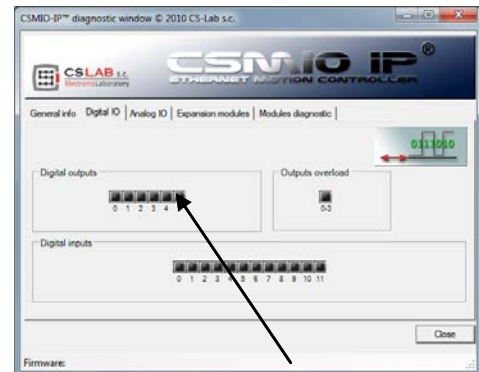 CSMIO-IP™ diagnostic window © 2010 CS-Lab s.c.
CSLAB s.c.
ElectronicLaboratory
CSMIO IP®
ETHERNET MOTION CONTROLLER
General info Digital IO Analog IO Expansion modules Modules diagnostic
0111010
Digital outputs
Outputs overload
0 1 2 3 4
0-3
Digital inputs
0 1 2 3 4 5 6 7 8 9 10 11
Close
Firmware: